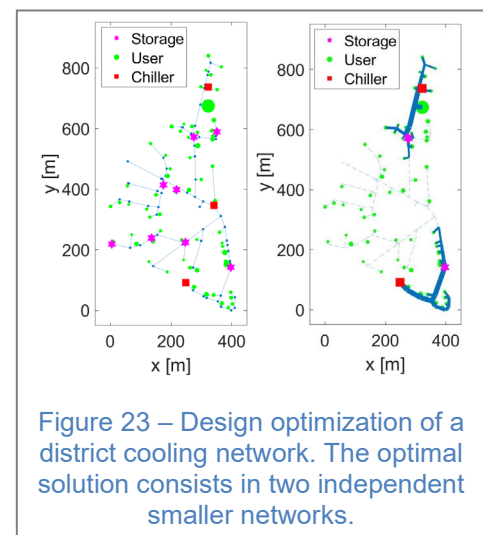 Storage
User
Chiller
800
600
400
200
0
y [m]
0
200
400
x [m]
Storage
User
Chiller
800
600
400
200
0
y [m]
0
200
400
x [m]
Figure 23 – Design optimization of a
district cooling network. The optimal
solution consists in two independent
smaller networks.